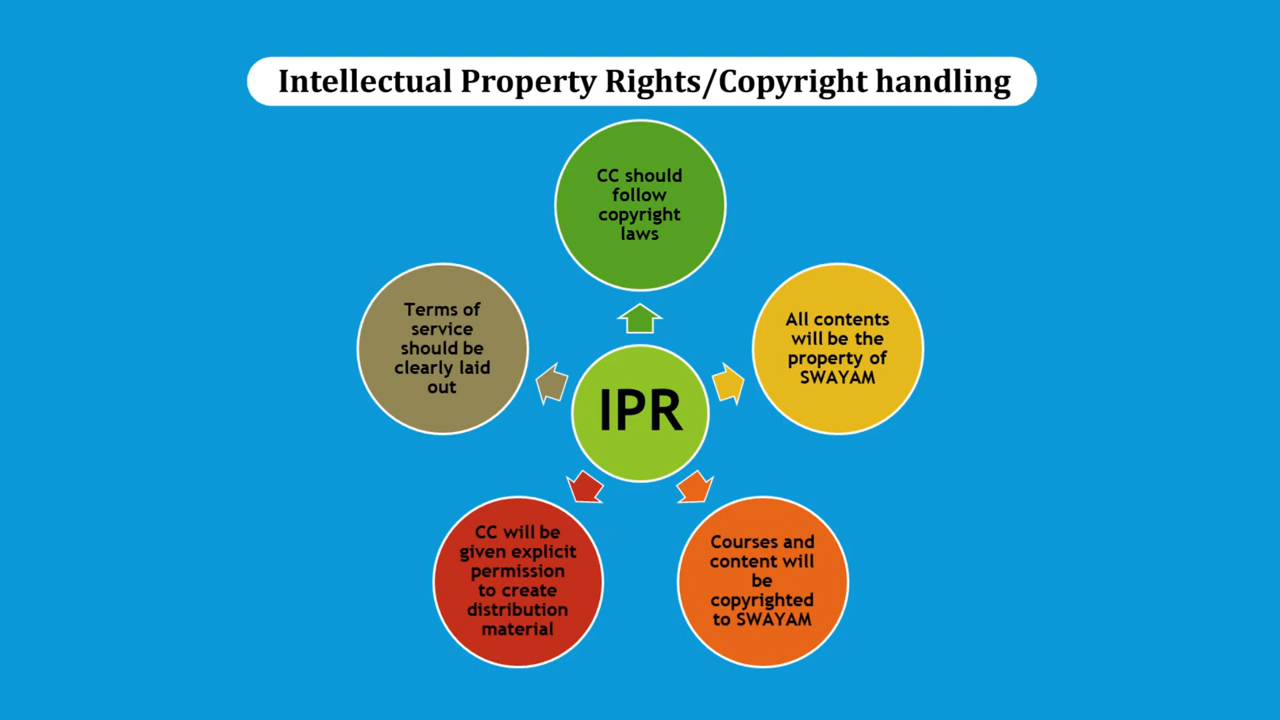 Intellectual Property Rights/Copyright handling
CC should
follow
copyright
laws
Terms of
service
should be
clearly laid
out
All contents
will be the
property of
SWAYAM
IPR
CC will be
given explicit
permission
to create
distribution
material
Courses and
content will
be
copyrighted
to SWAYAM